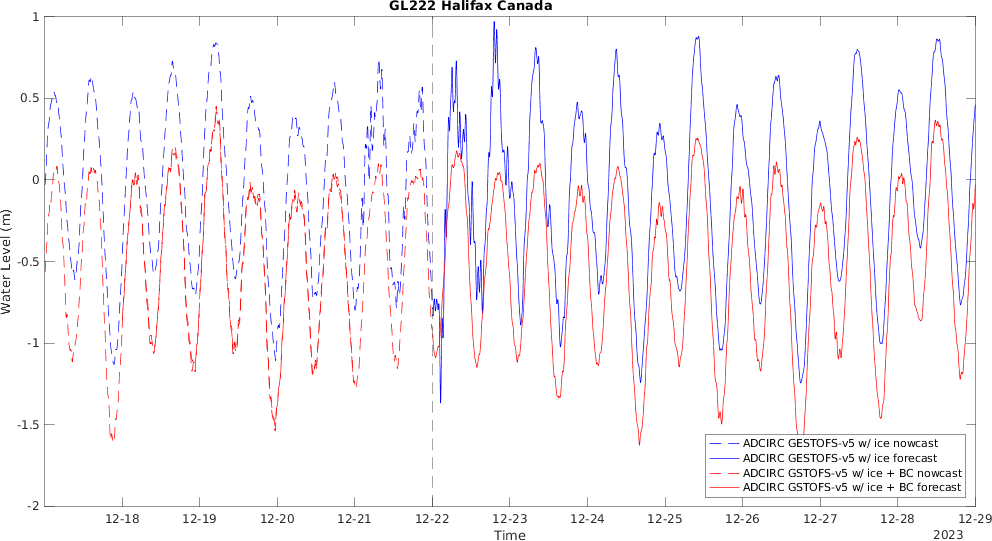 GL222 Halifax Canada
1
0.5
0
-0.5
-1
-1.5
-2
Water Level (m)
ADCIRC GESTOFS-v5 w/ ice nowcast
ADCIRC GESTOFS-v5 w/ ice forecast
ADCIRC GSTOFS-v5 w/ ice + BC nowcast
ADCIRC GSTOFS-v5 w/ ice + BC forecast
12-18 12-19 12-20 12-21 12-22 12-23 12-24 12-25 12-26 12-27 12-28 12-29
Time
2023